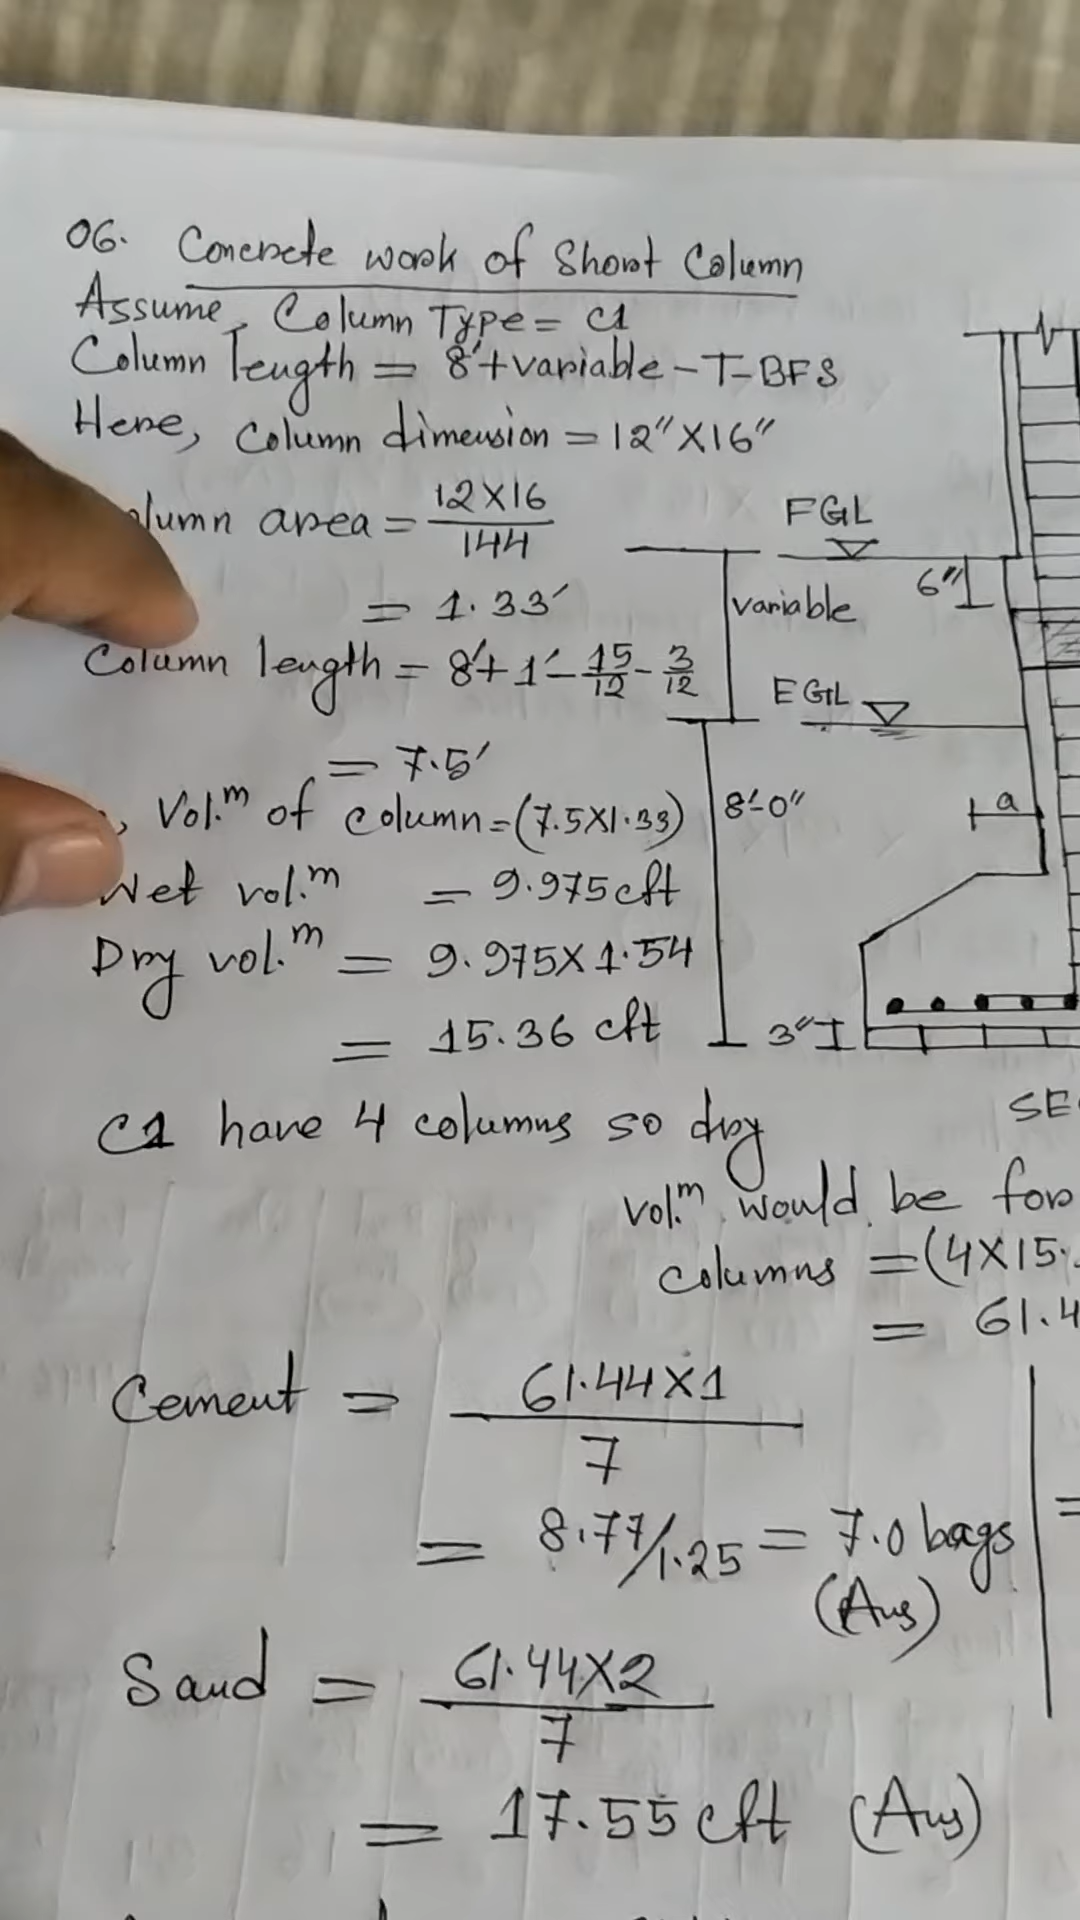 06. Concrete work of Short Column
Assume, Column Type = C1
Column length = 8'+variable-T-BFS
Here, Column dimension = 12"X16"
olumn area = 12X16
144
= 1.33'
Column length = 8'+1'-15/12-3/12
= 7.5'
, Vol.m of column=(7.5X1.33)
Wet vol.m = 9.975 cft
Dry vol.m = 9.975X1.54
= 15.36 cft
FGL
6"
variable
EGL
8'-0"
a
3"
SE
C1 have 4 columns so dry
vol.m would be for
columns = (4X15.
= 61.4
Cement = 61.44X1
7
= 8.77/1.25 = 7.0 bags
(Ans)
=
Sand = 61.44X2
7
= 17.55 cft (Ans)